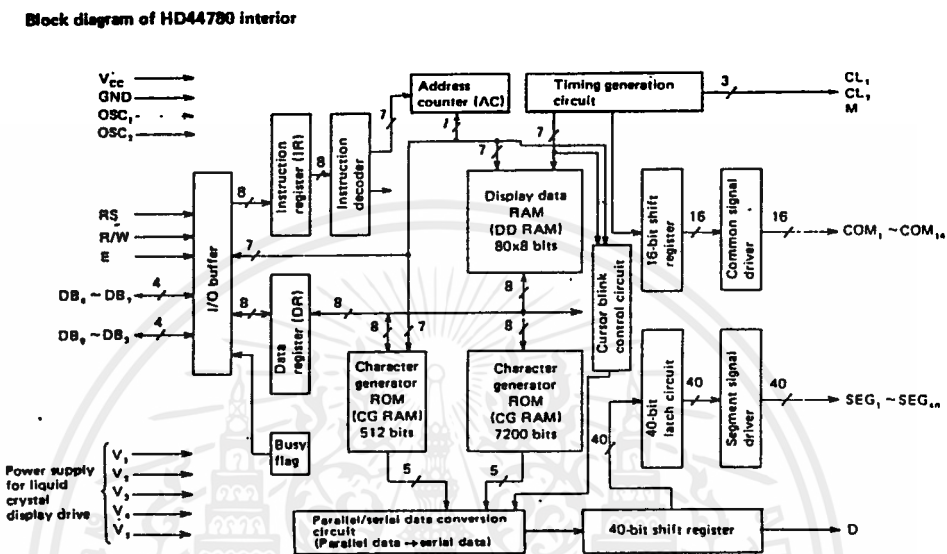 Block diagram of HD44780 interior
Vcc
GND
OSC₁
OSC₂
RS
R/W
E
DB₄ ~ DB₇
4
DB₀ ~ DB₃
4
I/O buffer
8
Instruction
register (IR)
8
Instruction
decoder
7
Address
counter (AC)
7
Timing generation
circuit
3
CL₁
CL₂
M
7
7
7
Display data
RAM
(DD RAM)
80x8 bits
8
8
Cursor blink
control circuit
16-bit shift
register
16
Common signal
driver
16
COM₁ ~ COM₁₆
8
Data
register (DR)
8
8
7
Character
generator
ROM
(CG RAM)
512 bits
5
Character
generator
ROM
(CG RAM)
7200 bits
5
Busy
flag
40
40-bit
latch circuit
40
Segment signal
driver
40
SEG₁ ~ SEG₄₀
Power supply
for liquid
crystal
display drive
V₁
V₂
V₃
V₄
V₅
Parallel/serial data conversion
circuit
(Parallel data → serial data)
40-bit shift register
D